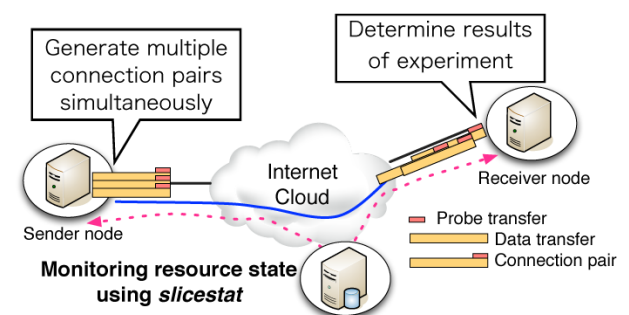 Generate multiple
connection pairs
simultaneously
Determine results
of experiment
Internet
Cloud
Sender node
Receiver node
Probe transfer
Data transfer
Connection pair
Monitoring resource state
using slicestat